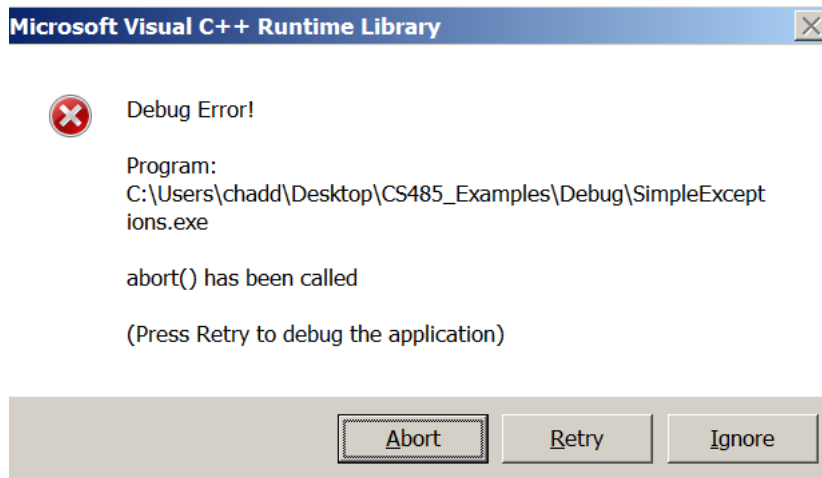 Microsoft Visual C++ Runtime Library
Debug Error!
Program:
C:\Users\chadd\Desktop\CS485_Examples\Debug\SimpleExcept
ions.exe
abort() has been called
(Press Retry to debug the application)
Abort Retry Ignore